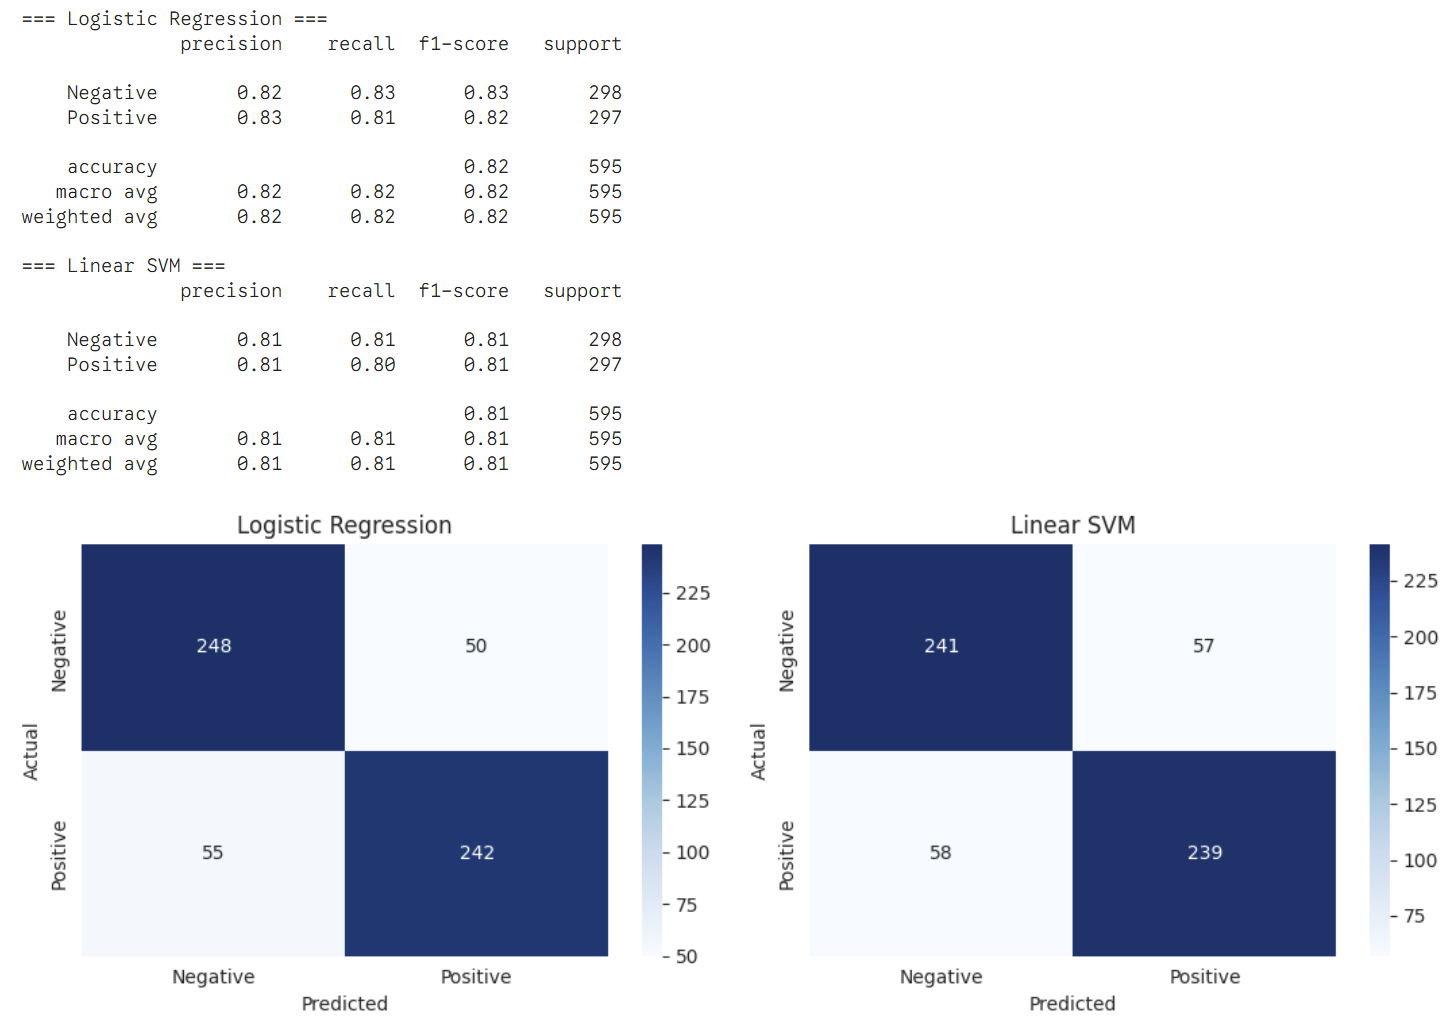 === Logistic Regression ===
precision recall f1-score support
Negative 0.82 0.83 0.83 298
Positive 0.83 0.81 0.82 297
accuracy 0.82 595
macro avg 0.82 0.82 0.82 595
weighted avg 0.82 0.82 0.82 595
=== Linear SVM ===
precision recall f1-score support
Negative 0.81 0.81 0.81 298
Positive 0.81 0.80 0.81 297
accuracy 0.81 595
macro avg 0.81 0.81 0.81 595
weighted avg 0.81 0.81 0.81 595
Logistic Regression
Actual
Negative
Positive
248 50
55 242
Negative Positive
Predicted
225
200
175
150
125
100
75
50
Linear SVM
Actual
Negative
Positive
241 57
58 239
Negative Positive
Predicted
225
200
175
150
125
100
75